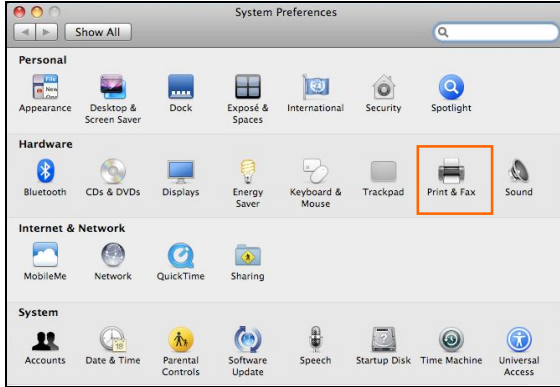 System Preferences
Show All
Personal
Appearance
Desktop &
Screen Saver
Dock
Exposé &
Spaces
International
Security
Spotlight
Hardware
Bluetooth
CDs & DVDs
Displays
Energy
Saver
Keyboard &
Mouse
Trackpad
Print & Fax
Sound
Internet & Network
MobileMe
Network
QuickTime
Sharing
System
Accounts
Date & Time
Parental
Controls
Software
Update
Speech
Startup Disk
Time Machine
Universal
Access